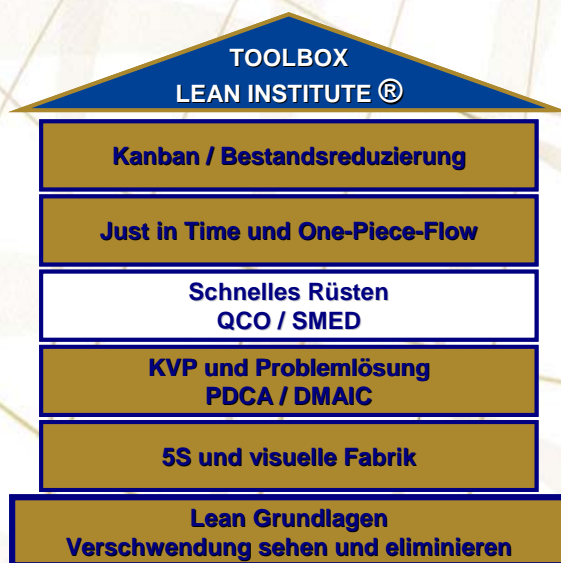 TOOLBOX
LEAN INSTITUTE ®
Kanban / Bestandsreduzierung
Just in Time und One-Piece-Flow
Schnelles Rüsten
QCO / SMED
KVP und Problemlösung
PDCA / DMAIC
5S und visuelle Fabrik
Lean Grundlagen
Verschwendung sehen und eliminieren